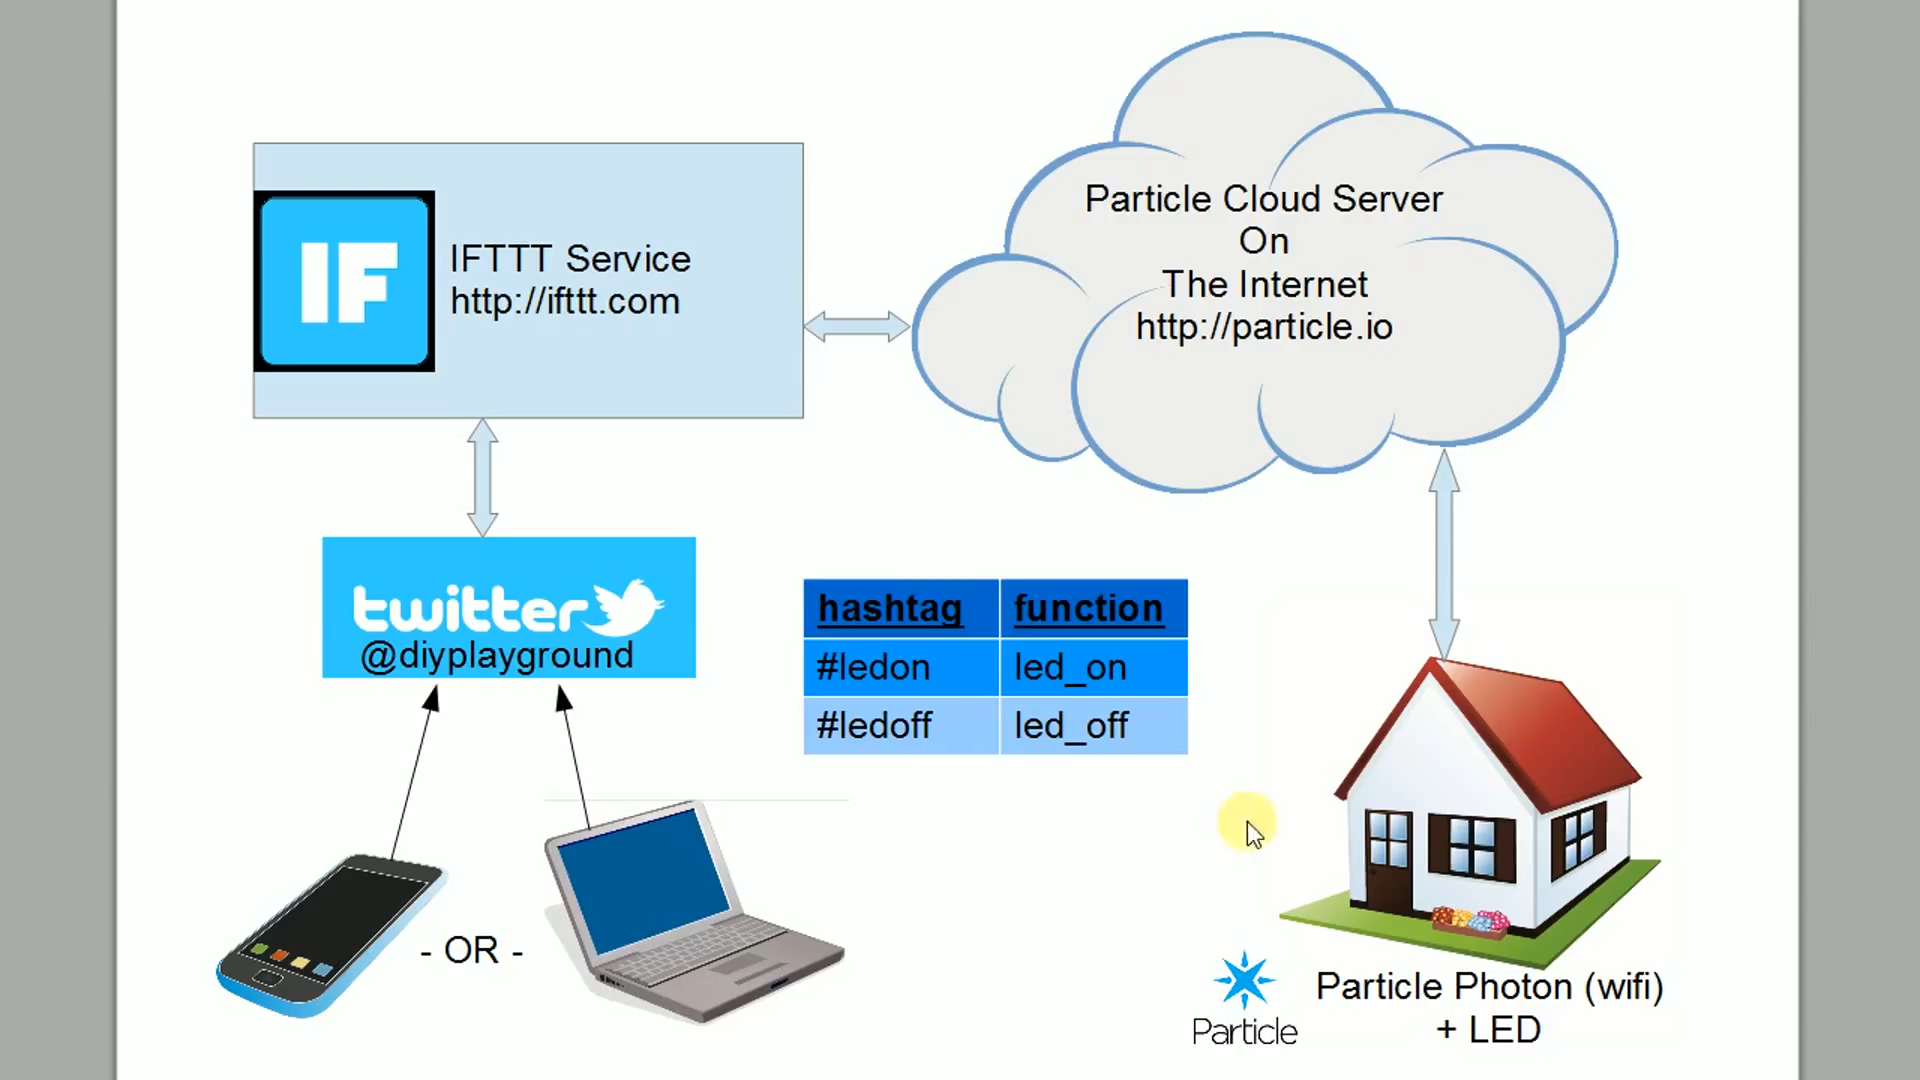 IF
IFTTT Service
http://ifttt.com
Particle Cloud Server
On
The Internet
http://particle.io
twitter
@diyplayground
hashtag function
#ledon led_on
#ledoff led_off
- OR -
Particle
Particle Photon (wifi)
+ LED